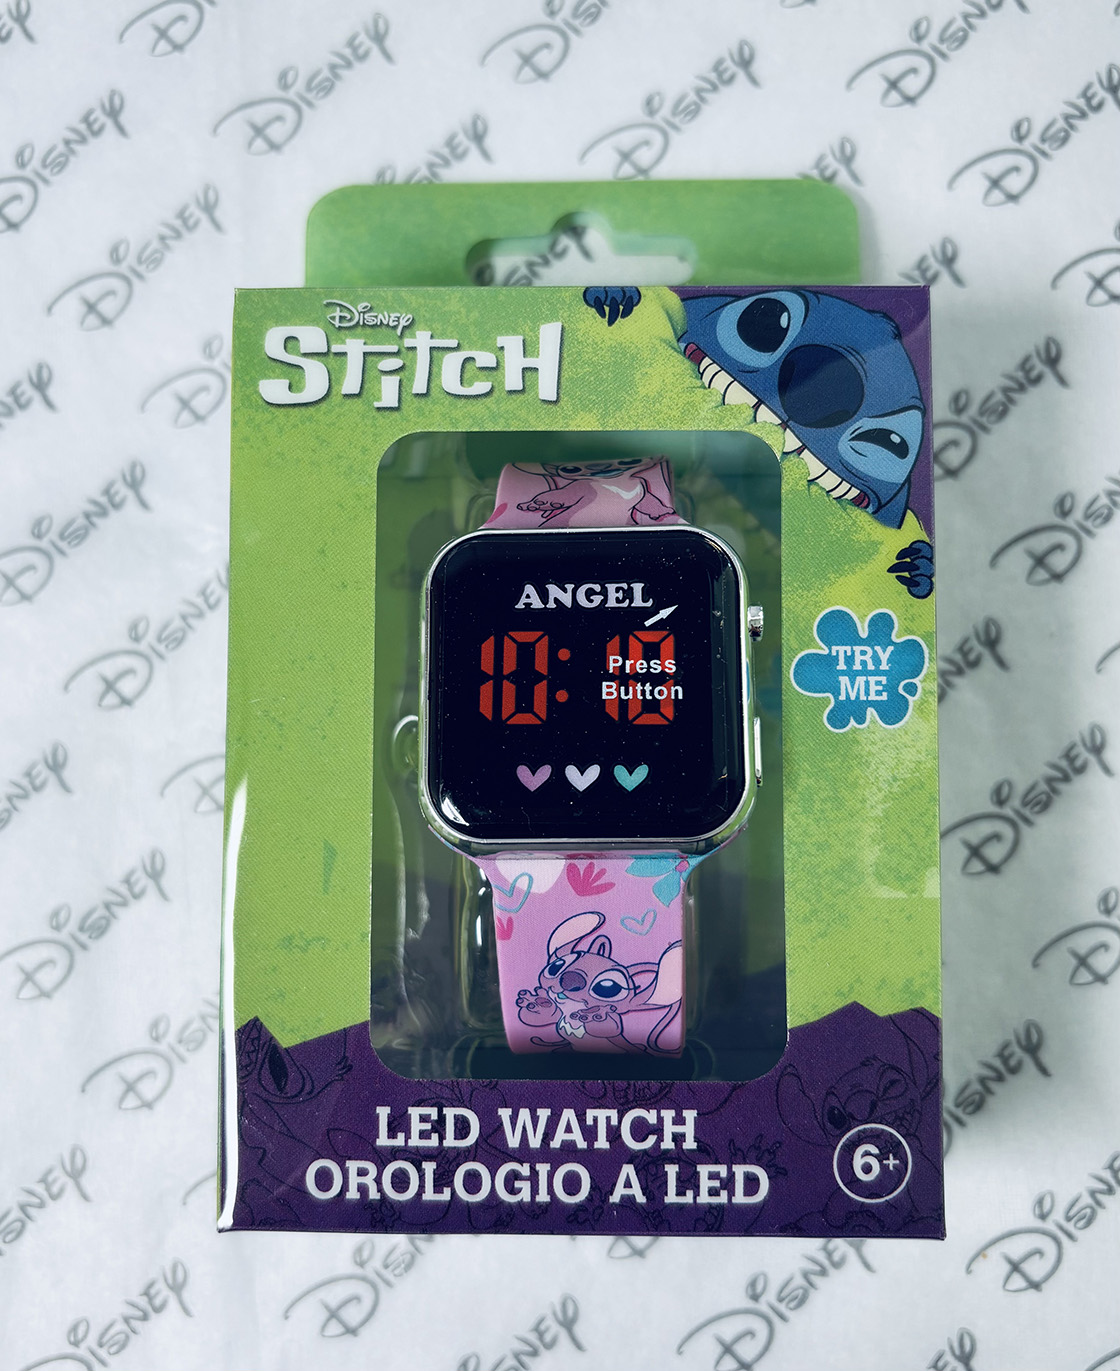 Disney
Stitch
ANGEL
10:10
Press
Button
TRY
ME
LED WATCH
OROLOGIO A LED
6+